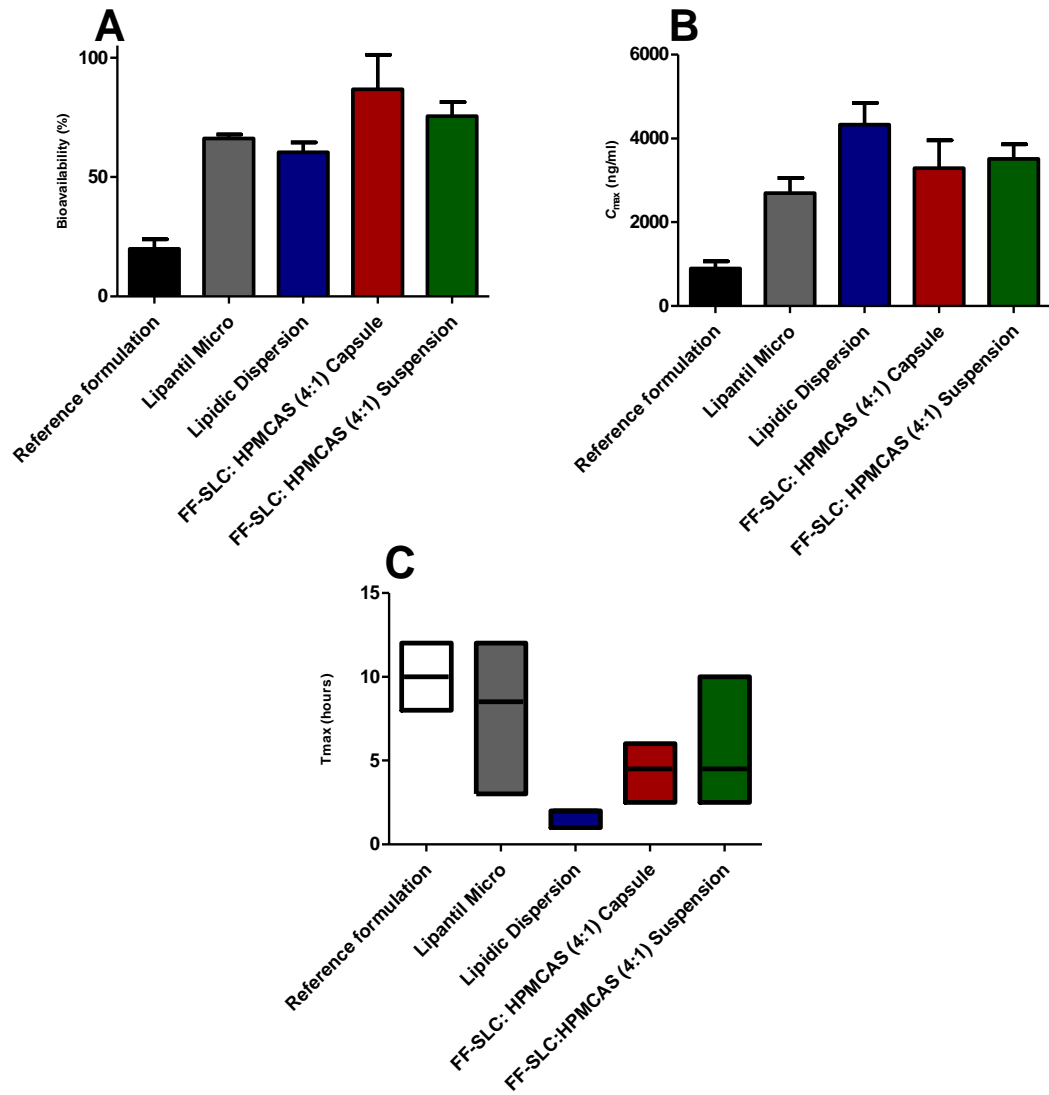 A
Bioavailability (%)
100
50
0
Reference formulation
Lipantil Micro
Lipidic Dispersion
FF-SLC: HPMCAS (4:1) Capsule
FF-SLC: HPMCAS (4:1) Suspension
B
Cmax (ng/ml)
6000
4000
2000
0
Reference formulation
Lipantil Micro
Lipidic Dispersion
FF-SLC: HPMCAS (4:1) Capsule
FF-SLC: HPMCAS (4:1) Suspension
C
Tmax (hours)
15
10
5
0
Reference formulation
Lipantil Micro
Lipidic Dispersion
FF-SLC: HPMCAS (4:1) Capsule
FF-SLC:HPMCAS (4:1) Suspension